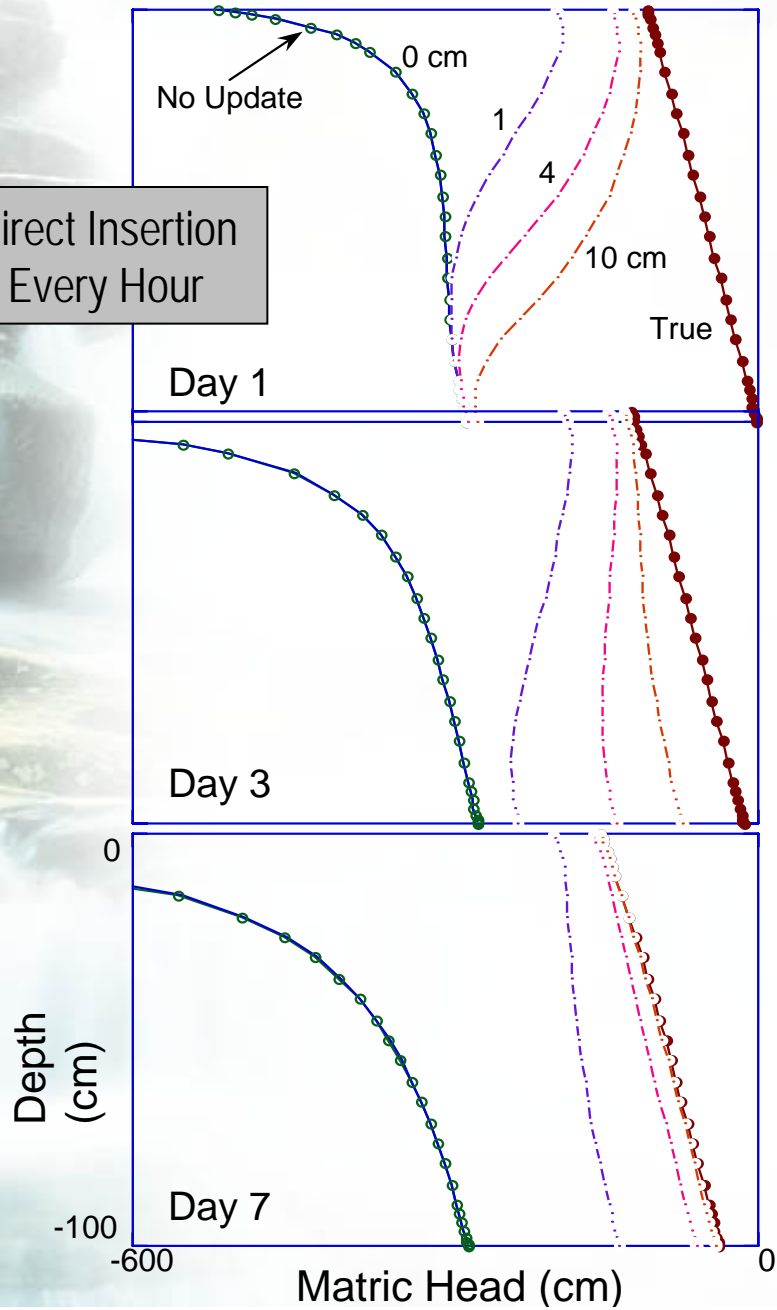 0 cm
No Update
1
4
irect Insertion
Every Hour
10 cm
True
Day 1
Day 3
0
Depth
(cm)
Day 7
-100
-600
0
Matric Head (cm)